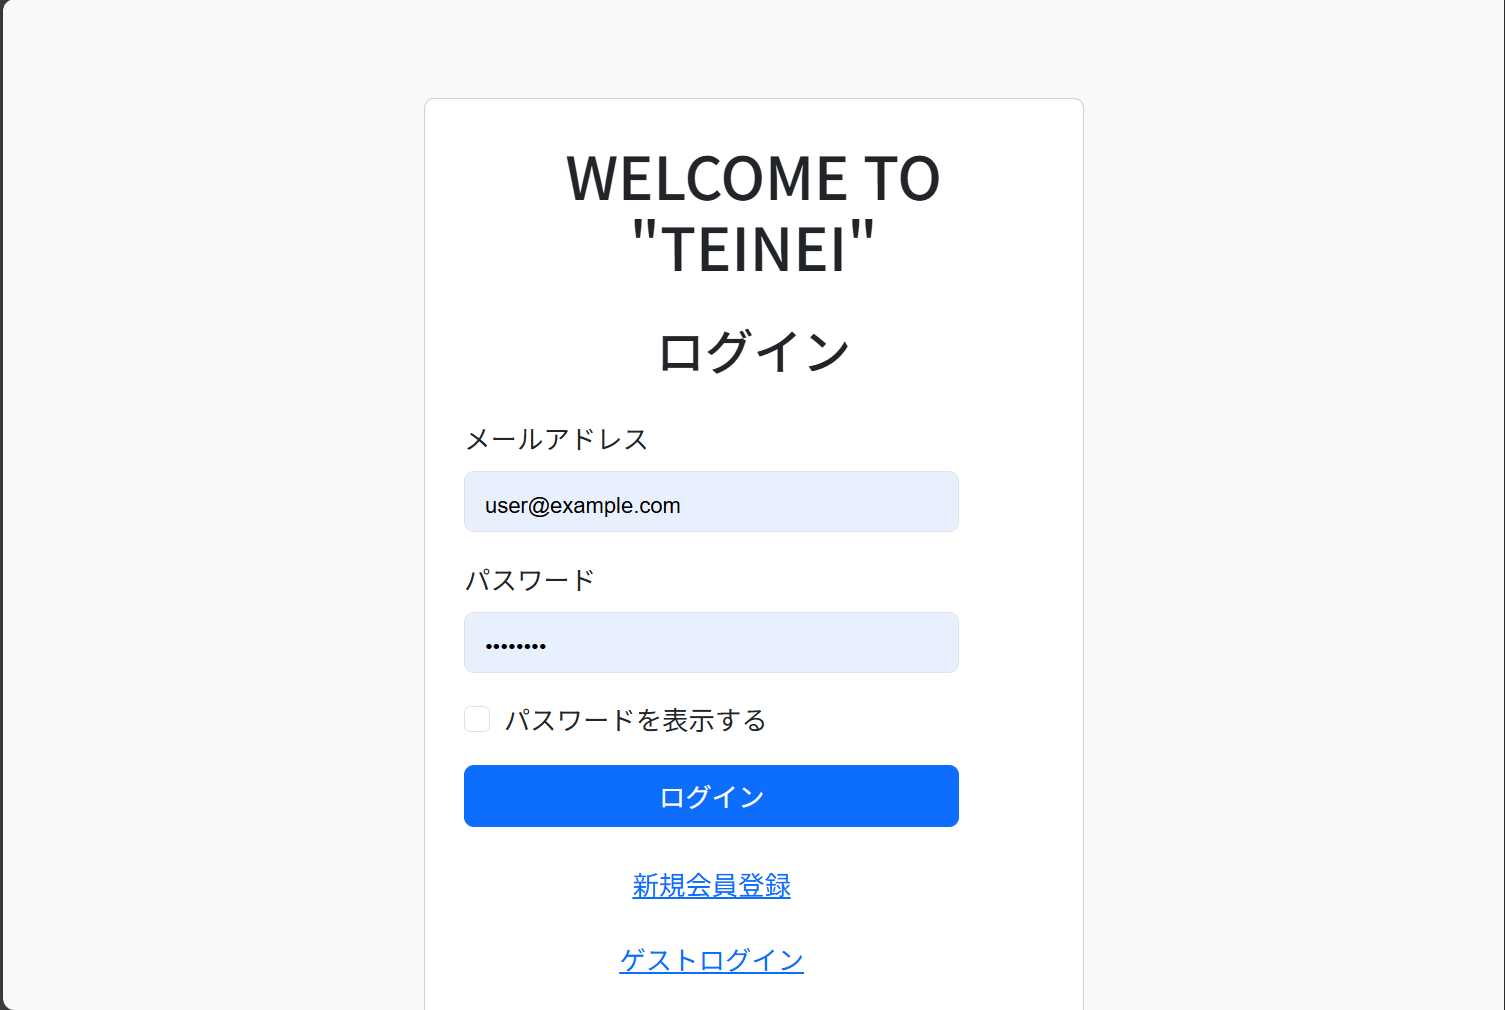 WELCOME TO
"TEINEI"
ログイン
メールアドレス
user@example.com
パスワード
••••••••
パスワードを表示する
ログイン
新規会員登録
ゲストログイン